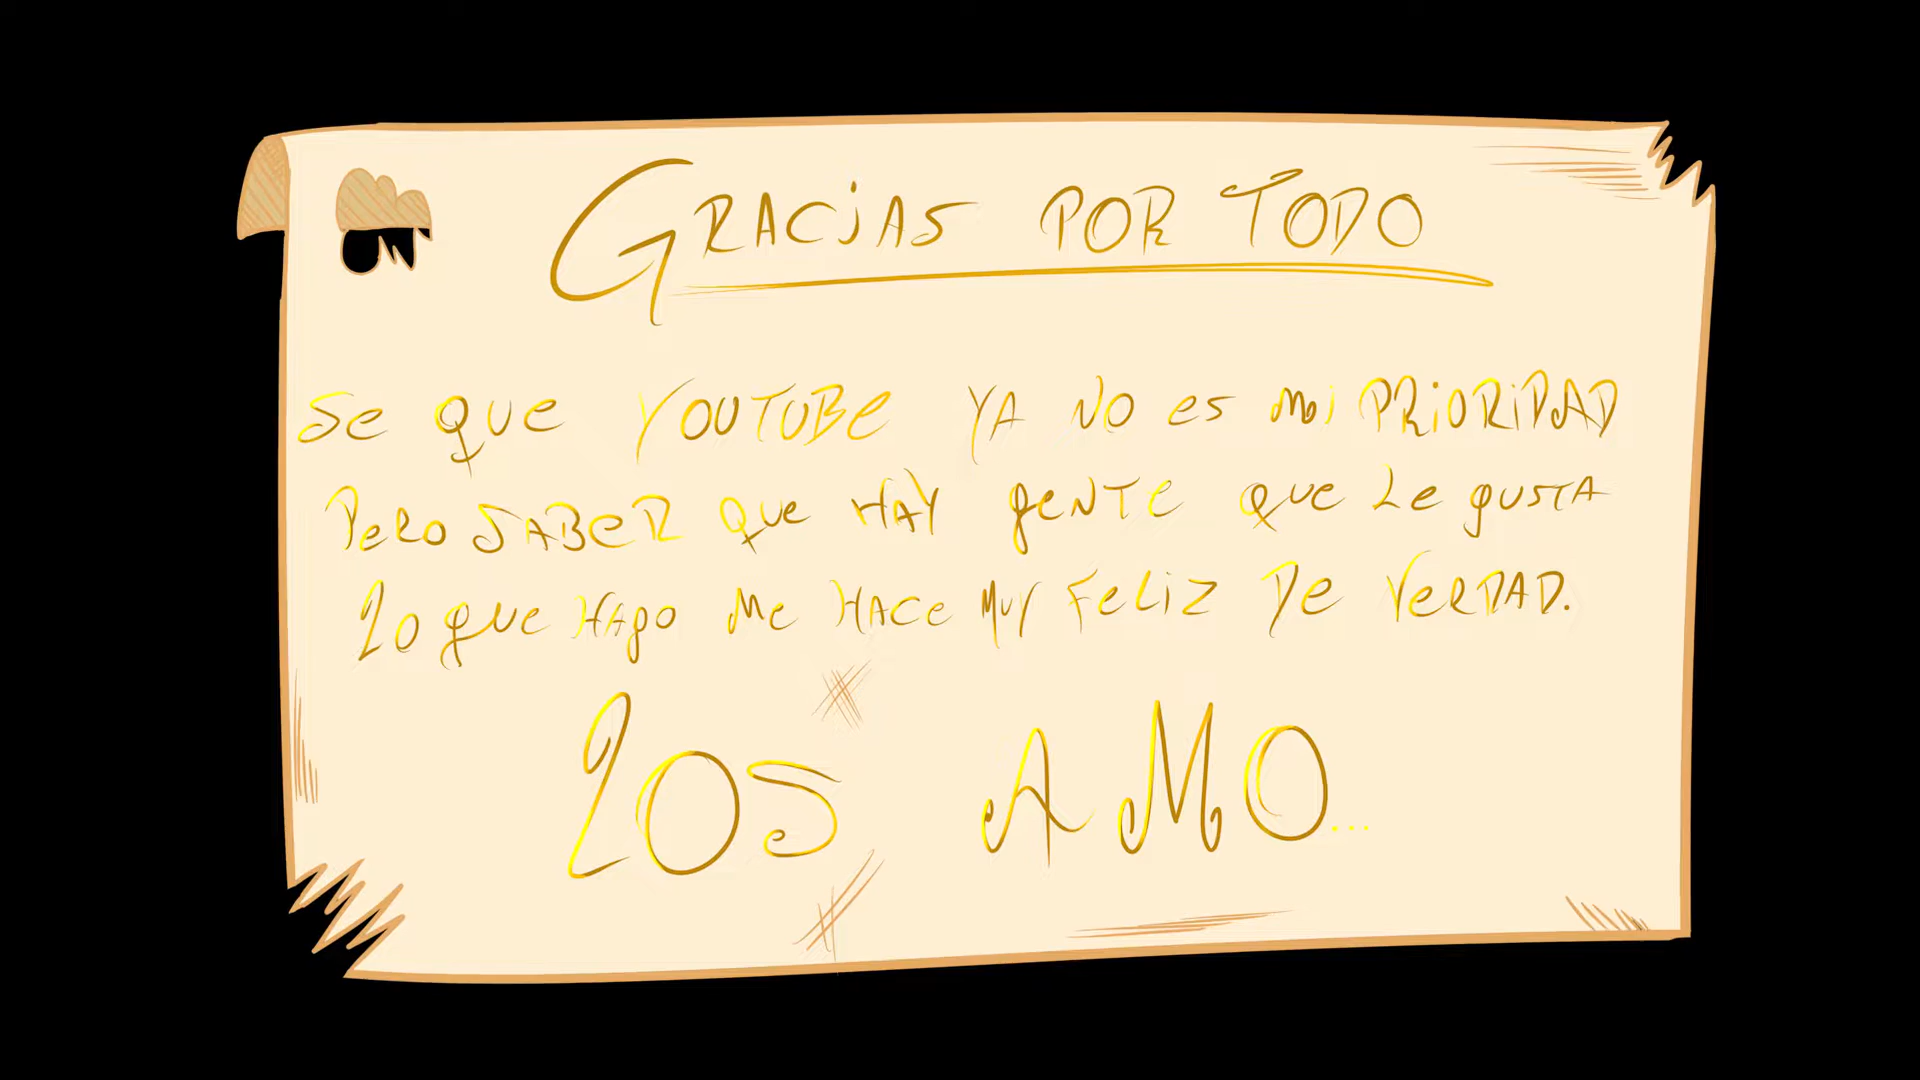 GRACiAS POR TODO
Se que YOUTUBE YA NO es mi PRiORiDAD
Pero SABER que HAY gente que Le gusta
Lo que HAgo Me HACe MUY FeLiz De VerDAD.
LOS AMO...